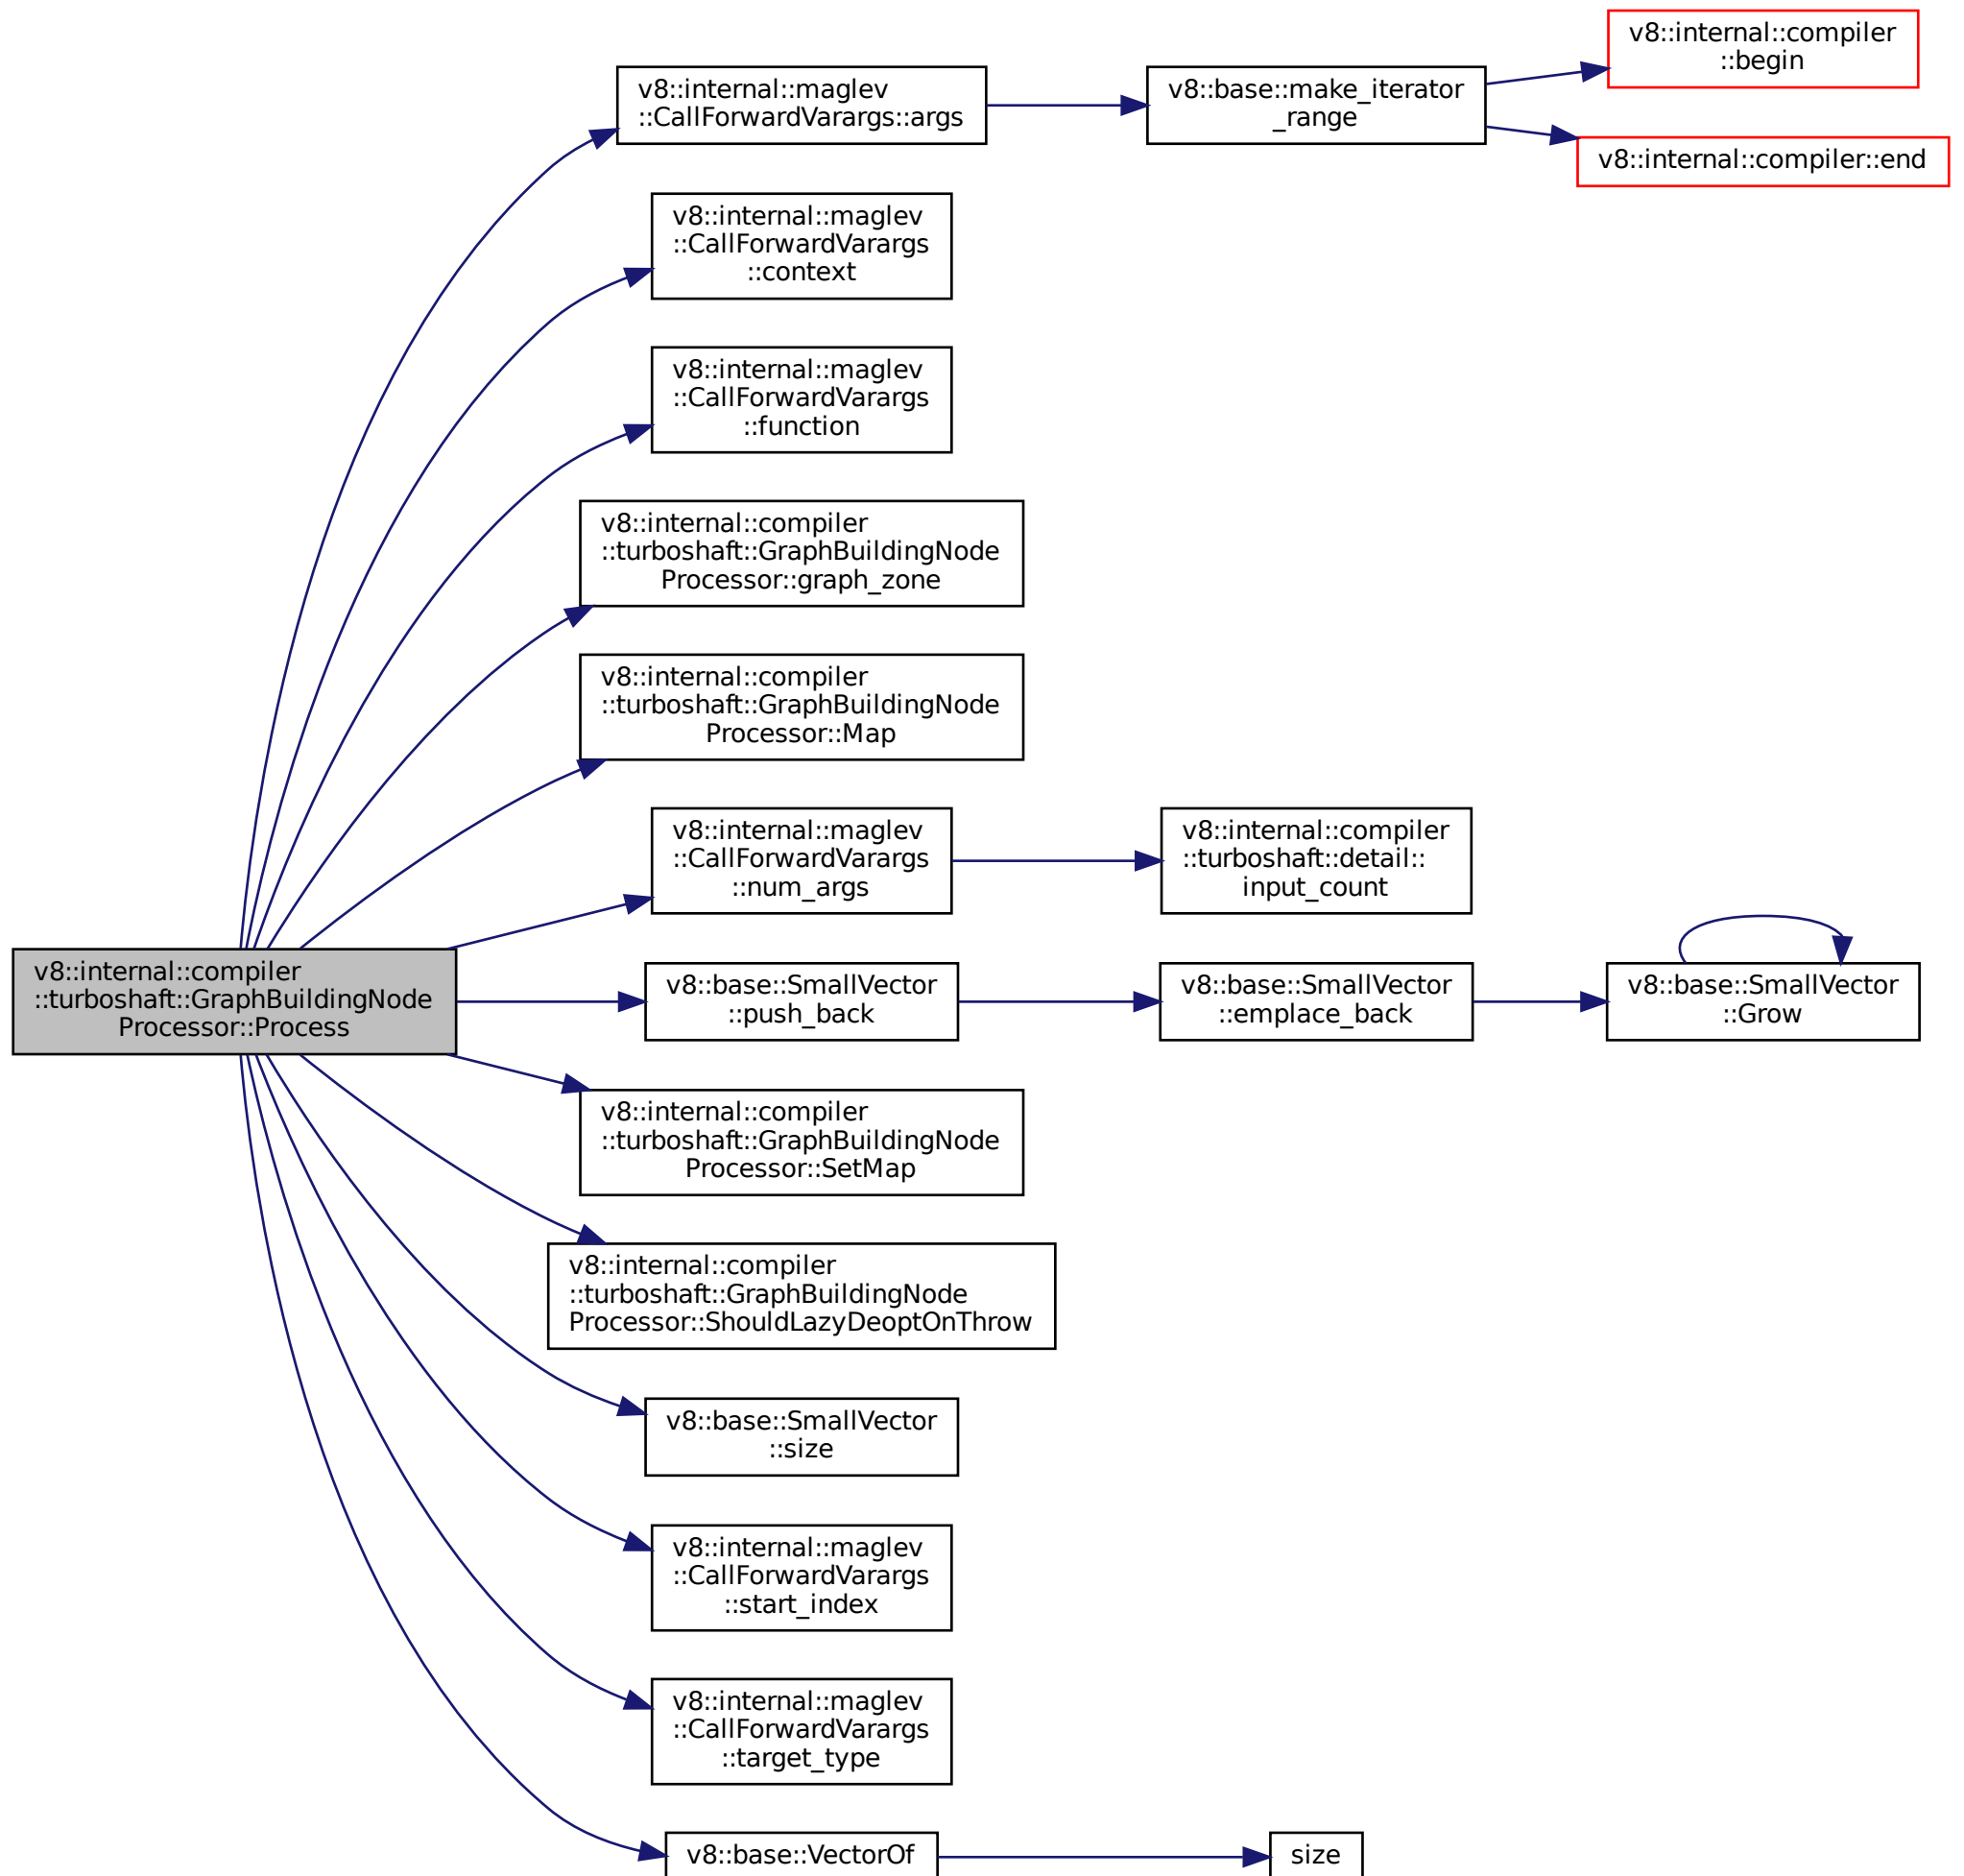 v8::internal::compiler
::begin
v8::internal::maglev
::CallForwardVarargs::args
v8::base::make_iterator
_range
v8::internal::compiler::end
v8::internal::maglev
::CallForwardVarargs
::context
v8::internal::maglev
::CallForwardVarargs
::function
v8::internal::compiler
::turboshaft::GraphBuildingNode
Processor::graph_zone
v8::internal::compiler
::turboshaft::GraphBuildingNode
Processor::Map
v8::internal::maglev
::CallForwardVarargs
::num_args
v8::internal::compiler
::turboshaft::detail::
input_count
v8::internal::compiler
::turboshaft::GraphBuildingNode
Processor::Process
v8::base::SmallVector
::push_back
v8::base::SmallVector
::emplace_back
v8::base::SmallVector
::Grow
v8::internal::compiler
::turboshaft::GraphBuildingNode
Processor::SetMap
v8::internal::compiler
::turboshaft::GraphBuildingNode
Processor::ShouldLazyDeoptOnThrow
v8::base::SmallVector
::size
v8::internal::maglev
::CallForwardVarargs
::start_index
v8::internal::maglev
::CallForwardVarargs
::target_type
v8::base::VectorOf
size